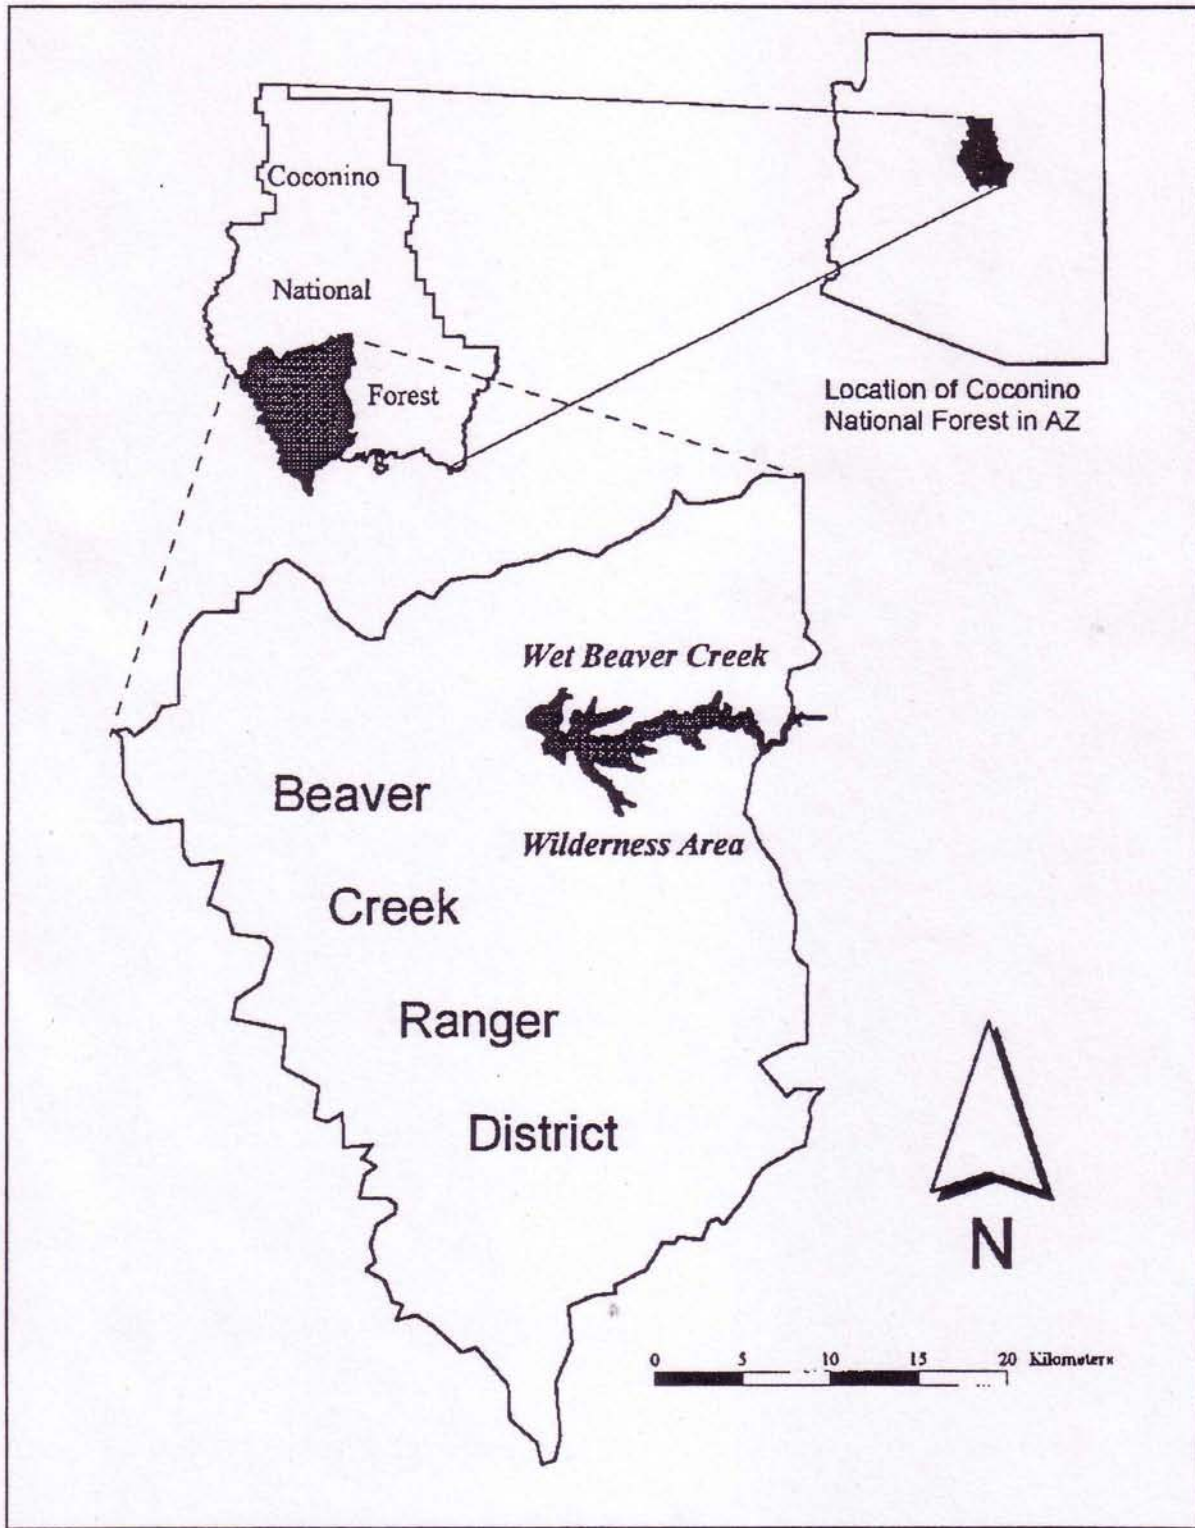 Coconino
National
Forest
Location of Coconino
National Forest in AZ
Wet Beaver Creek
Wilderness Area
Beaver
Creek
Ranger
District
N
0 5 10 15 20 Kilometers